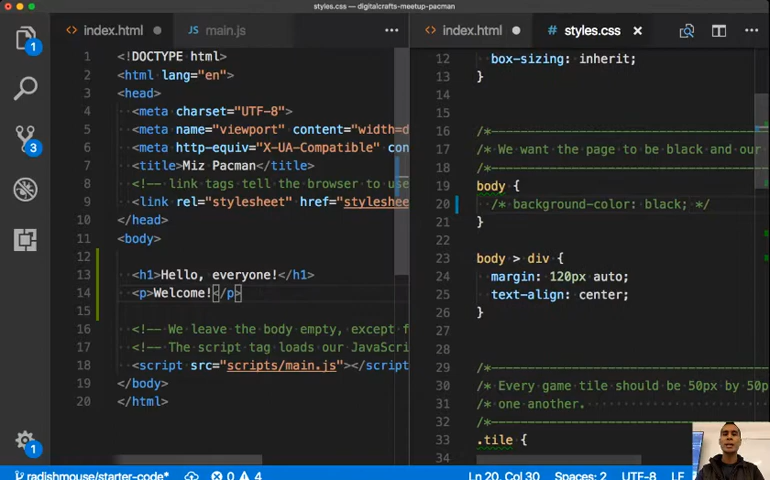 styles.css — digitalcrafts-meetup-pacman
index.html
main.js
index.html
# styles.css
1 <!DOCTYPE html>
2 <html lang="en">
3 <head>
4 <meta charset="UTF-8">
5 <meta name="viewport" content="width=d
6 <meta http-equiv="X-UA-Compatible" con
7 <title>Miz Pacman</title>
8 <!-- link tags tell the browser to use
9 <link rel="stylesheet" href="styleshee
10 </head>
11 <body>
12
13 <h1>Hello, everyone!</h1>
14 <p>Welcome!</p>
15
16 <!-- We leave the body empty, except f
17 <!-- The script tag loads our JavaScri
18 <script src="scripts/main.js"></script
19 </body>
20 </html>
12 box-sizing: inherit;
13 }
14
15
16 /*------------------------------
17 /* We want the page to be black and our
18 /*------------------------------
19 body {
20 /* background-color: black; */
21 }
22
23 body > div {
24 margin: 120px auto;
25 text-align: center;
26 }
27
28
29 /*------------------------------
30 /* Every game tile should be 50px by 50p
31 /* one another.
32 /*------------------------------
33 .tile {
34
1
3
1
radishmouse/starter-code*
0
4
Ln 20, Col 30
Spaces: 2
UTF-8
LF